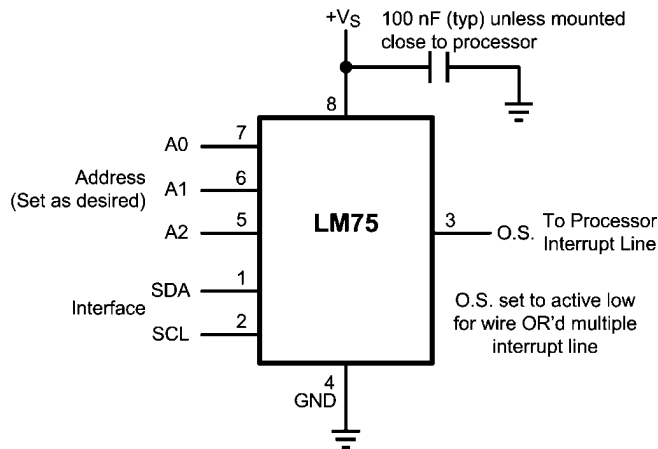 +VS
100 nF (typ) unless mounted
close to processor
8
A0
7
Address
(Set as desired)
A1
6
A2
5
LM75
3
O.S.
To Processor
Interrupt Line
SDA
1
Interface
SCL
2
O.S. set to active low
for wire OR'd multiple
interrupt line
4
GND